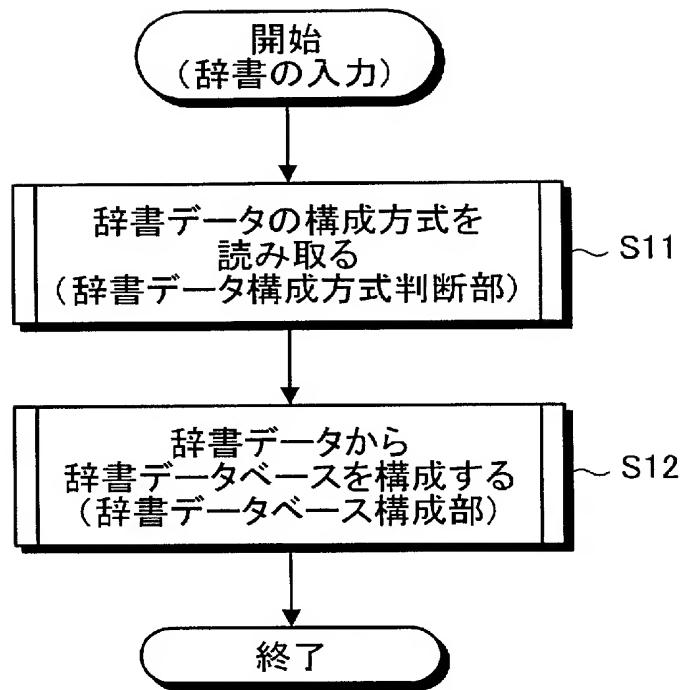 開始
(辞書の入力)
辞書データの構成方式を
読み取る
(辞書データ構成方式判断部)
S11
辞書データから
辞書データベースを構成する
(辞書データベース構成部)
S12
終了